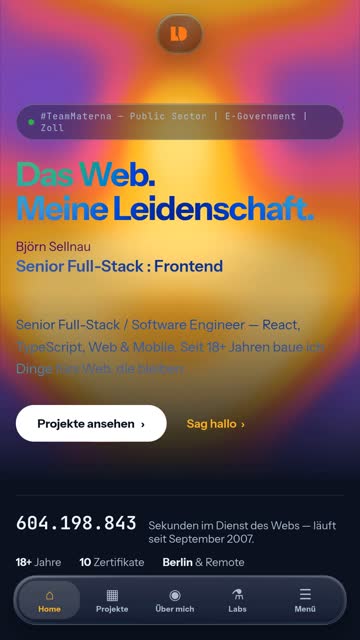 #TeamMaterna — Public Sector | E-Government |
Zoll
Das Web.
Meine Leidenschaft.
Björn Sellnau
Senior Full-Stack : Frontend
Senior Full-Stack / Software Engineer — React,
TypeScript, Web & Mobile. Seit 18+ Jahren baue ich
Dinge fürs Web, die bleiben.
Projekte ansehen ›
Sag hallo ›
604.198.843
Sekunden im Dienst des Webs — läuft
seit September 2007.
18+ Jahre
10 Zertifikate
Berlin & Remote
Home
Projekte
Über mich
Labs
Menü